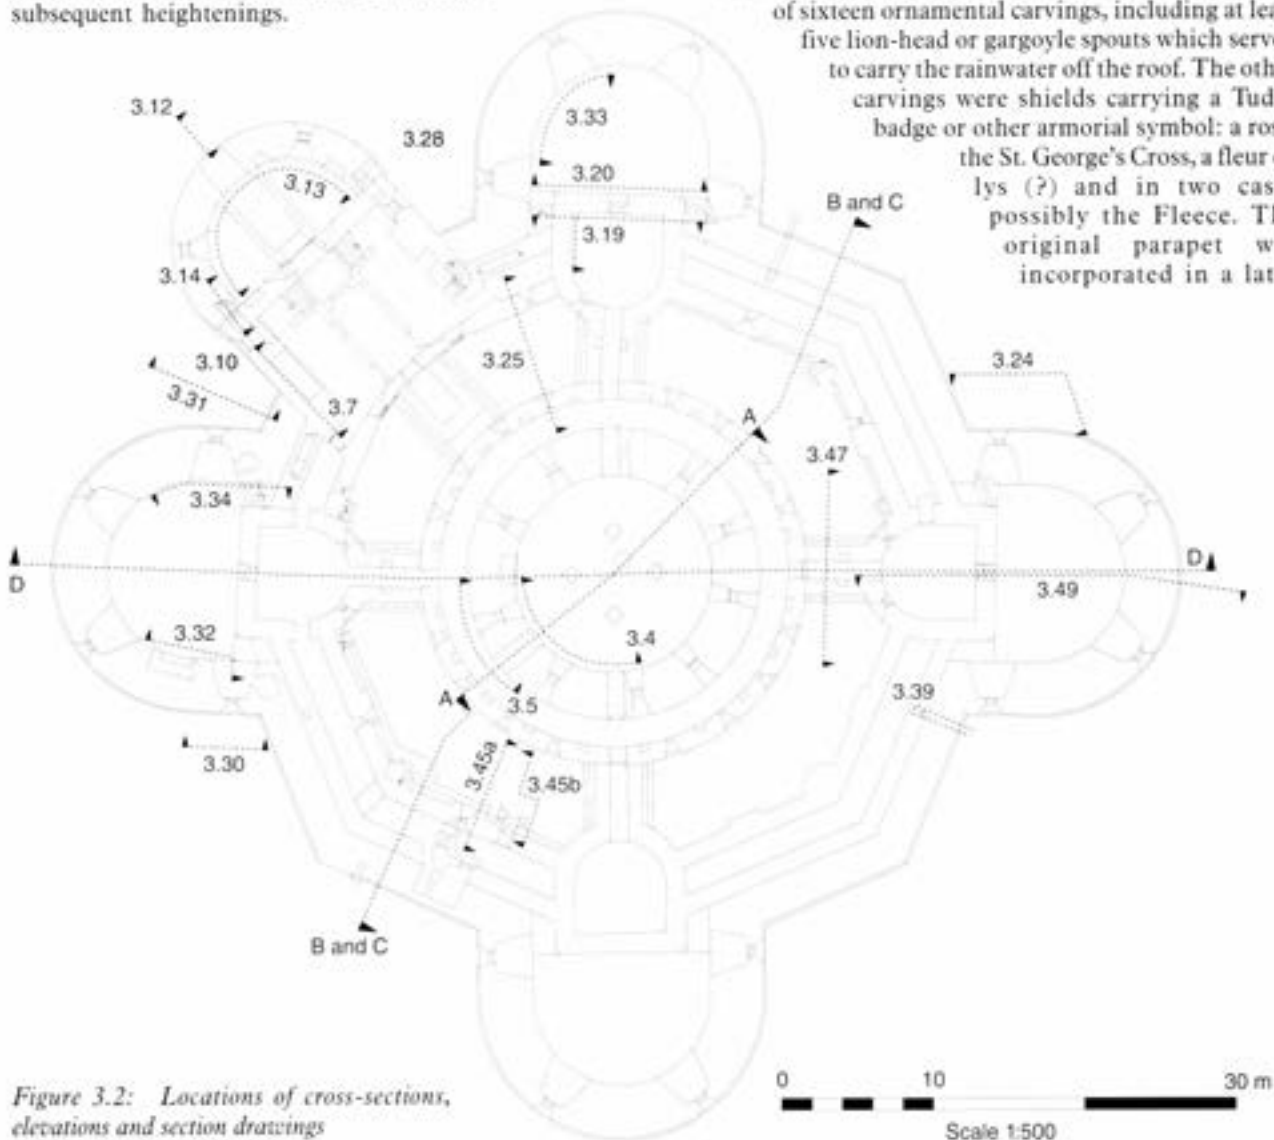 subsequent heightenings.
of sixteen ornamental carvings, including at lea
five lion-head or gargoyle spouts which serv
to carry the rainwater off the roof. The oth
carvings were shields carrying a Tud
badge or other armorial symbol: a ros
the St. George's Cross, a fleur
lys (?) and in two cas
possibly the Fleece. T
original parapet w
incorporated in a lat
3.12
3.28
3.33
3.13
3.20
B and C
3.19
3.14
3.25
3.10
3.24
3.31
3.7
A
3.47
3.34
D
D
3.49
3.32
3.4
3.39
A
3.5
3.30
3.45a
3.45b
B and C
Figure 3.2: Locations of cross-sections,
elevations and section drawings
0 10 30 m
Scale 1:500